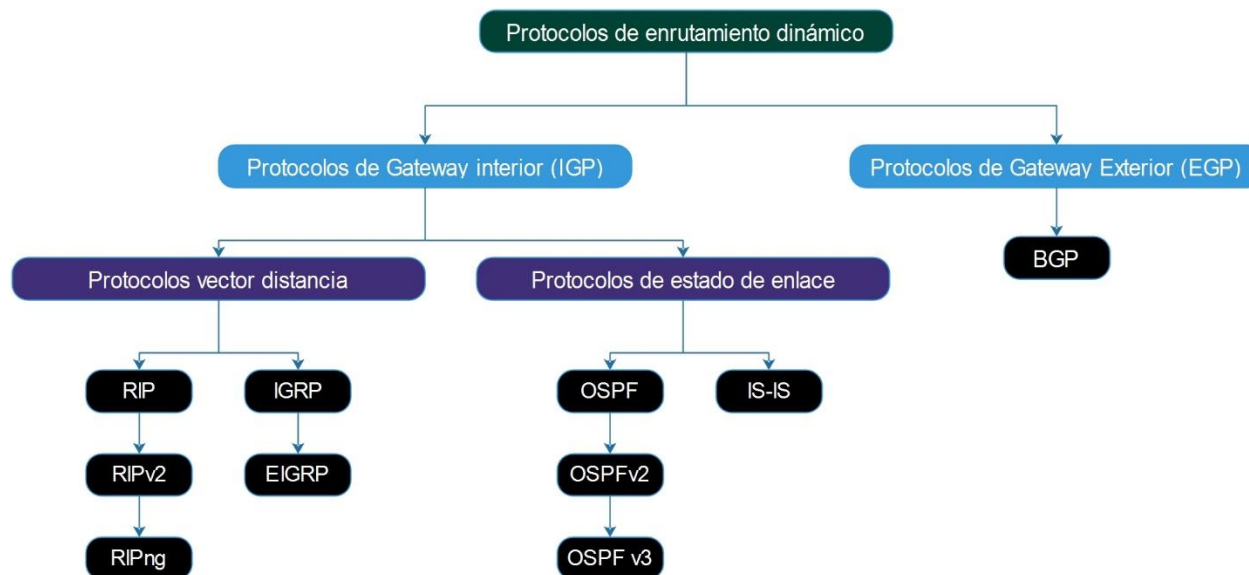 Protocolos de enrutamiento dinámico
Protocolos de Gateway interior (IGP)
Protocolos de Gateway Exterior (EGP)
BGP
Protocolos vector distancia
Protocolos de estado de enlace
RIP
IGRP
OSPF
IS-IS
RIPv2
EIGRP
OSPFv2
RIPng
OSPF v3